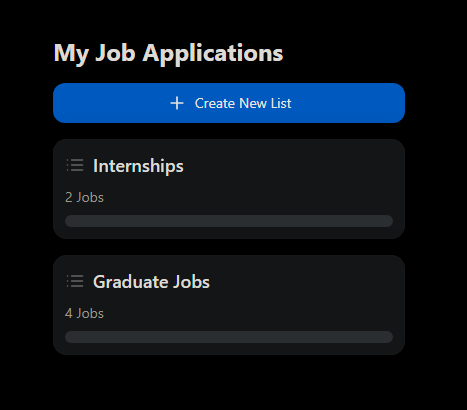 My Job Applications
Create New List
Internships
2 Jobs
Graduate Jobs
4 Jobs